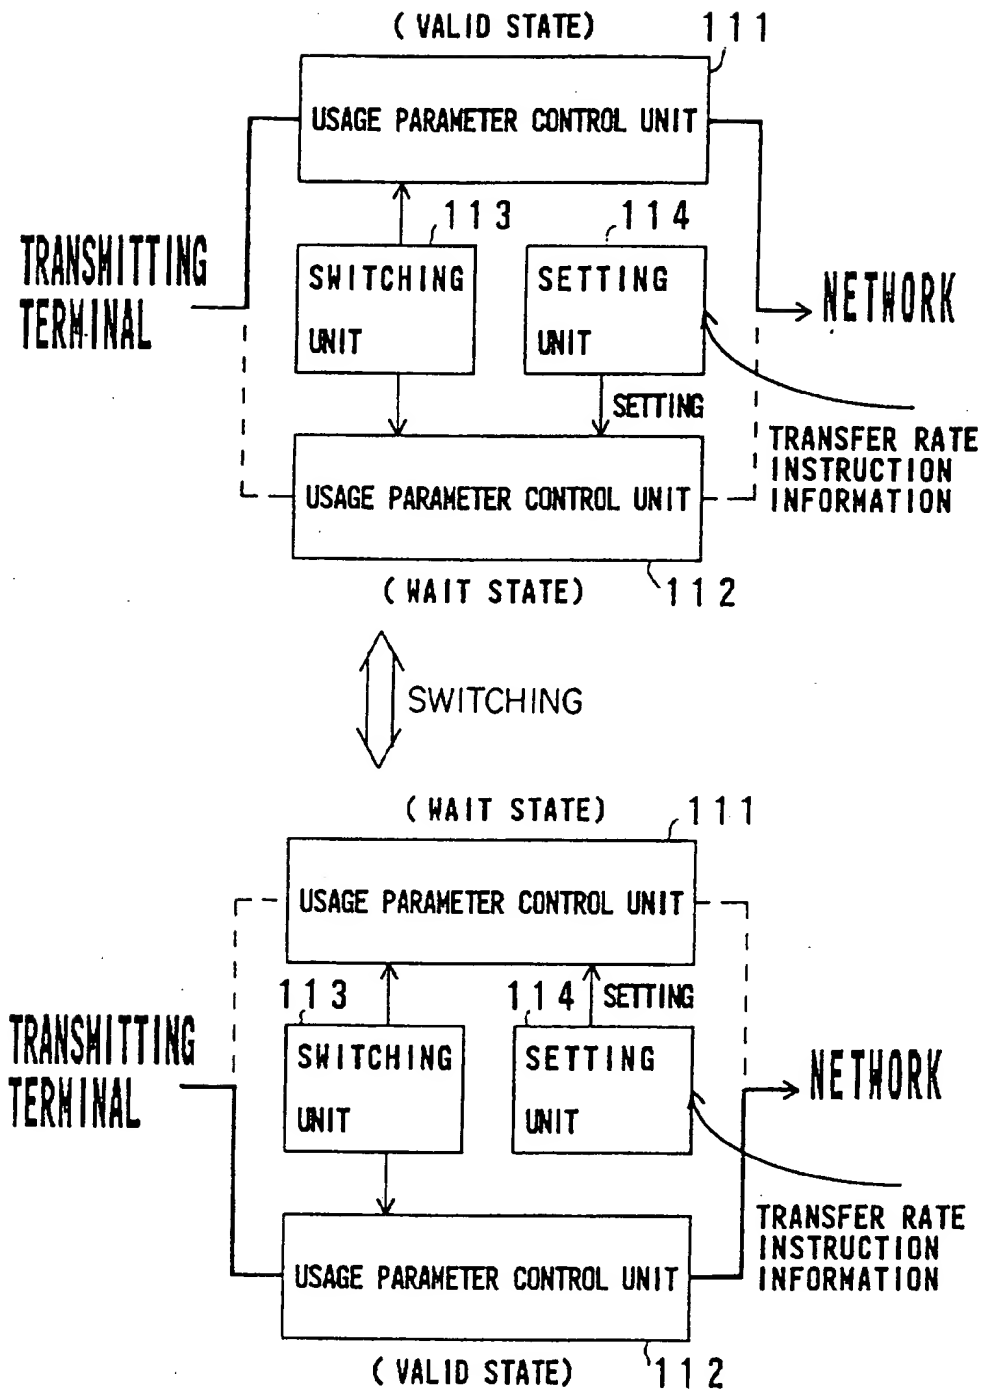 (VALID STATE)
111
USAGE PARAMETER CONTROL UNIT
113
114
TRANSMITTING
TERMINAL
SWITCHING
UNIT
SETTING
UNIT
NETWORK
SETTING
TRANSFER RATE
INSTRUCTION
INFORMATION
USAGE PARAMETER CONTROL UNIT
(WAIT STATE)
112
SWITCHING
(WAIT STATE)
111
USAGE PARAMETER CONTROL UNIT
113
114
SETTING
TRANSMITTING
TERMINAL
SWITCHING
UNIT
SETTING
UNIT
NETWORK
TRANSFER RATE
INSTRUCTION
INFORMATION
USAGE PARAMETER CONTROL UNIT
(VALID STATE)
112